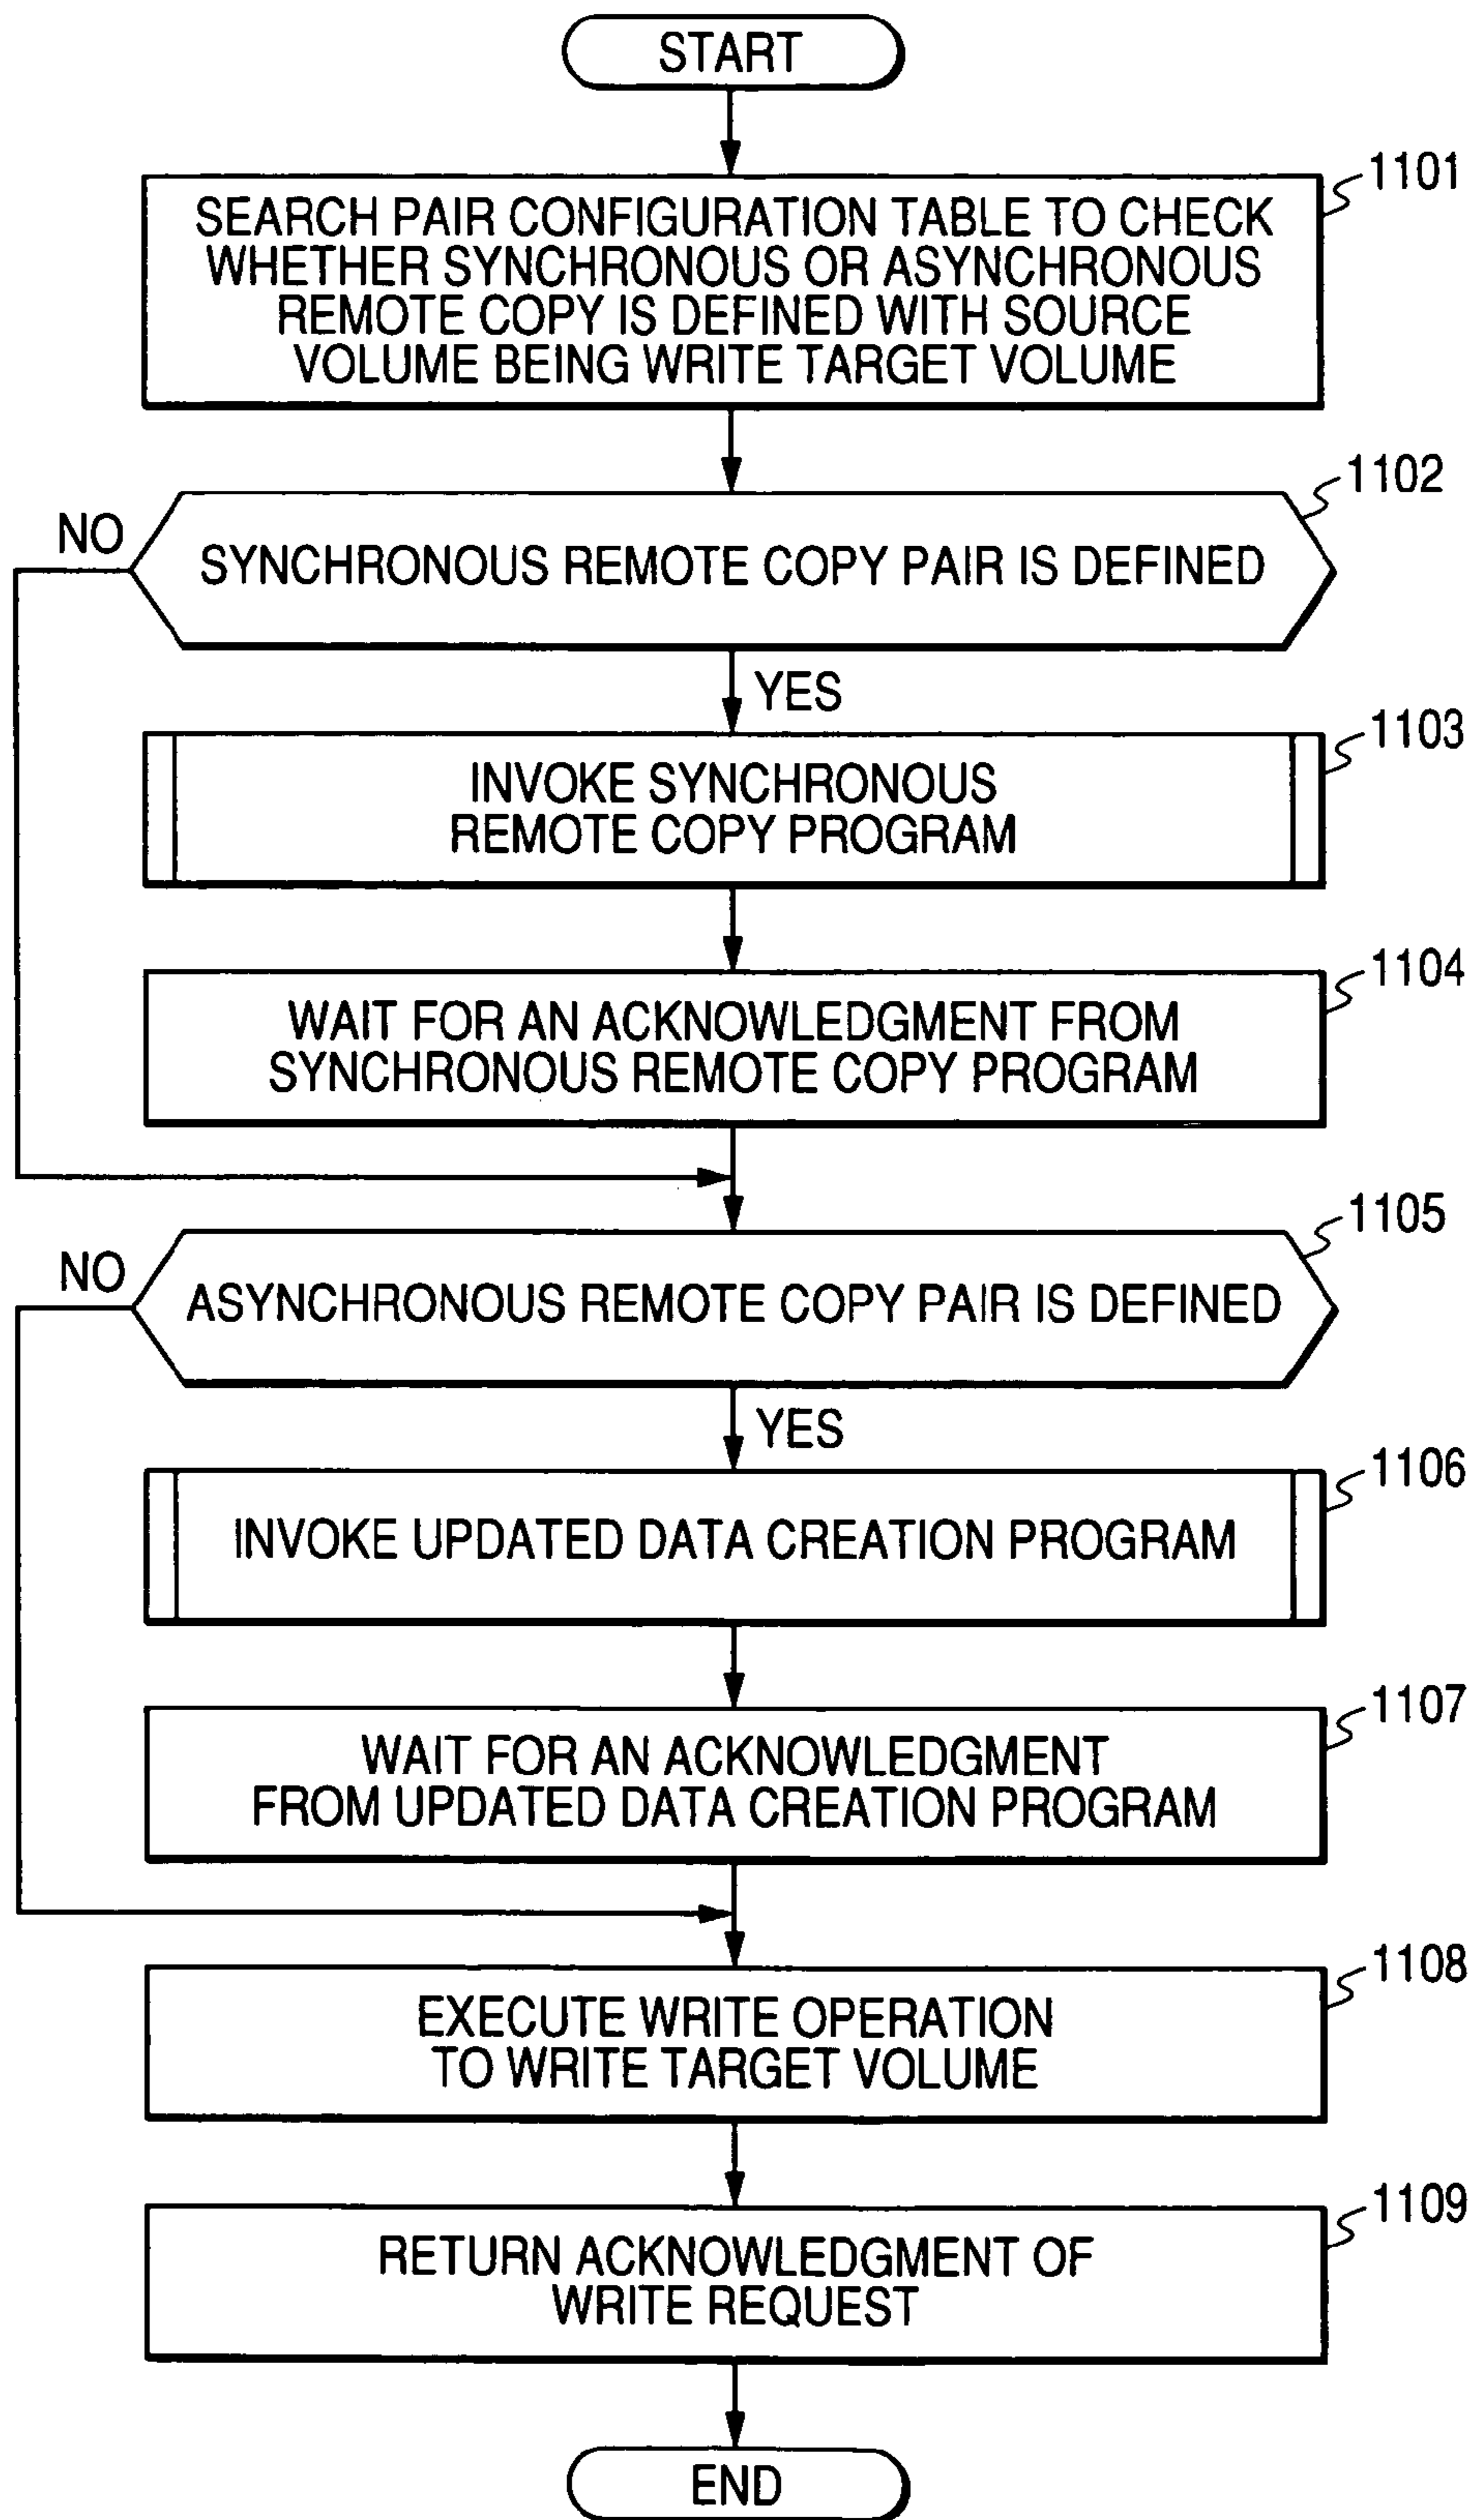 START
1101
SEARCH PAIR CONFIGURATION TABLE TO CHECK
WHETHER SYNCHRONOUS OR ASYNCHRONOUS
REMOTE COPY IS DEFINED WITH SOURCE
VOLUME BEING WRITE TARGET VOLUME
1102
NO
SYNCHRONOUS REMOTE COPY PAIR IS DEFINED
YES
1103
INVOKE SYNCHRONOUS
REMOTE COPY PROGRAM
1104
WAIT FOR AN ACKNOWLEDGMENT FROM
SYNCHRONOUS REMOTE COPY PROGRAM
1105
NO
ASYNCHRONOUS REMOTE COPY PAIR IS DEFINED
YES
1106
INVOKE UPDATED DATA CREATION PROGRAM
1107
WAIT FOR AN ACKNOWLEDGMENT
FROM UPDATED DATA CREATION PROGRAM
1108
EXECUTE WRITE OPERATION
TO WRITE TARGET VOLUME
1109
RETURN ACKNOWLEDGMENT OF
WRITE REQUEST
END